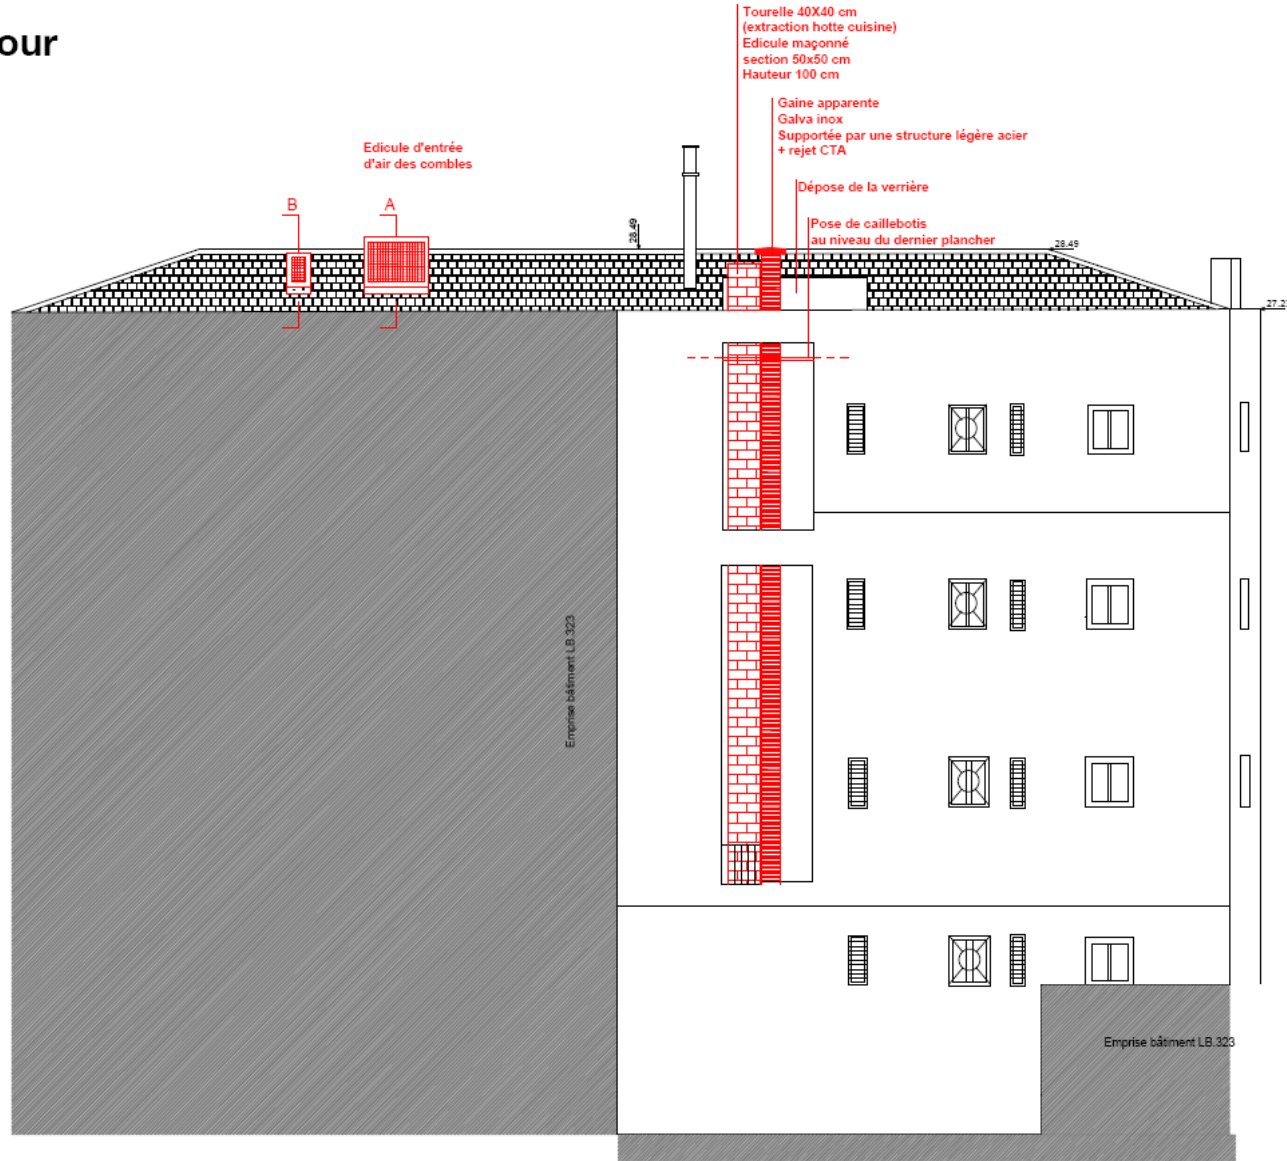 our
Tourelle 40X40 cm
(extraction hotte cuisine)
Edicule maçonné
section 50x50 cm
Hauteur 100 cm
Gaine apparente
Galva inox
Supportée par une structure légère acier
+ rejet CTA
Edicule d'entrée
d'air des combles
Dépose de la verrière
B
A
Pose de caillebotis
au niveau du dernier plancher
28.49
28.49
27.2
Emprise bâtiment LB.323
Emprise bâtiment LB.323